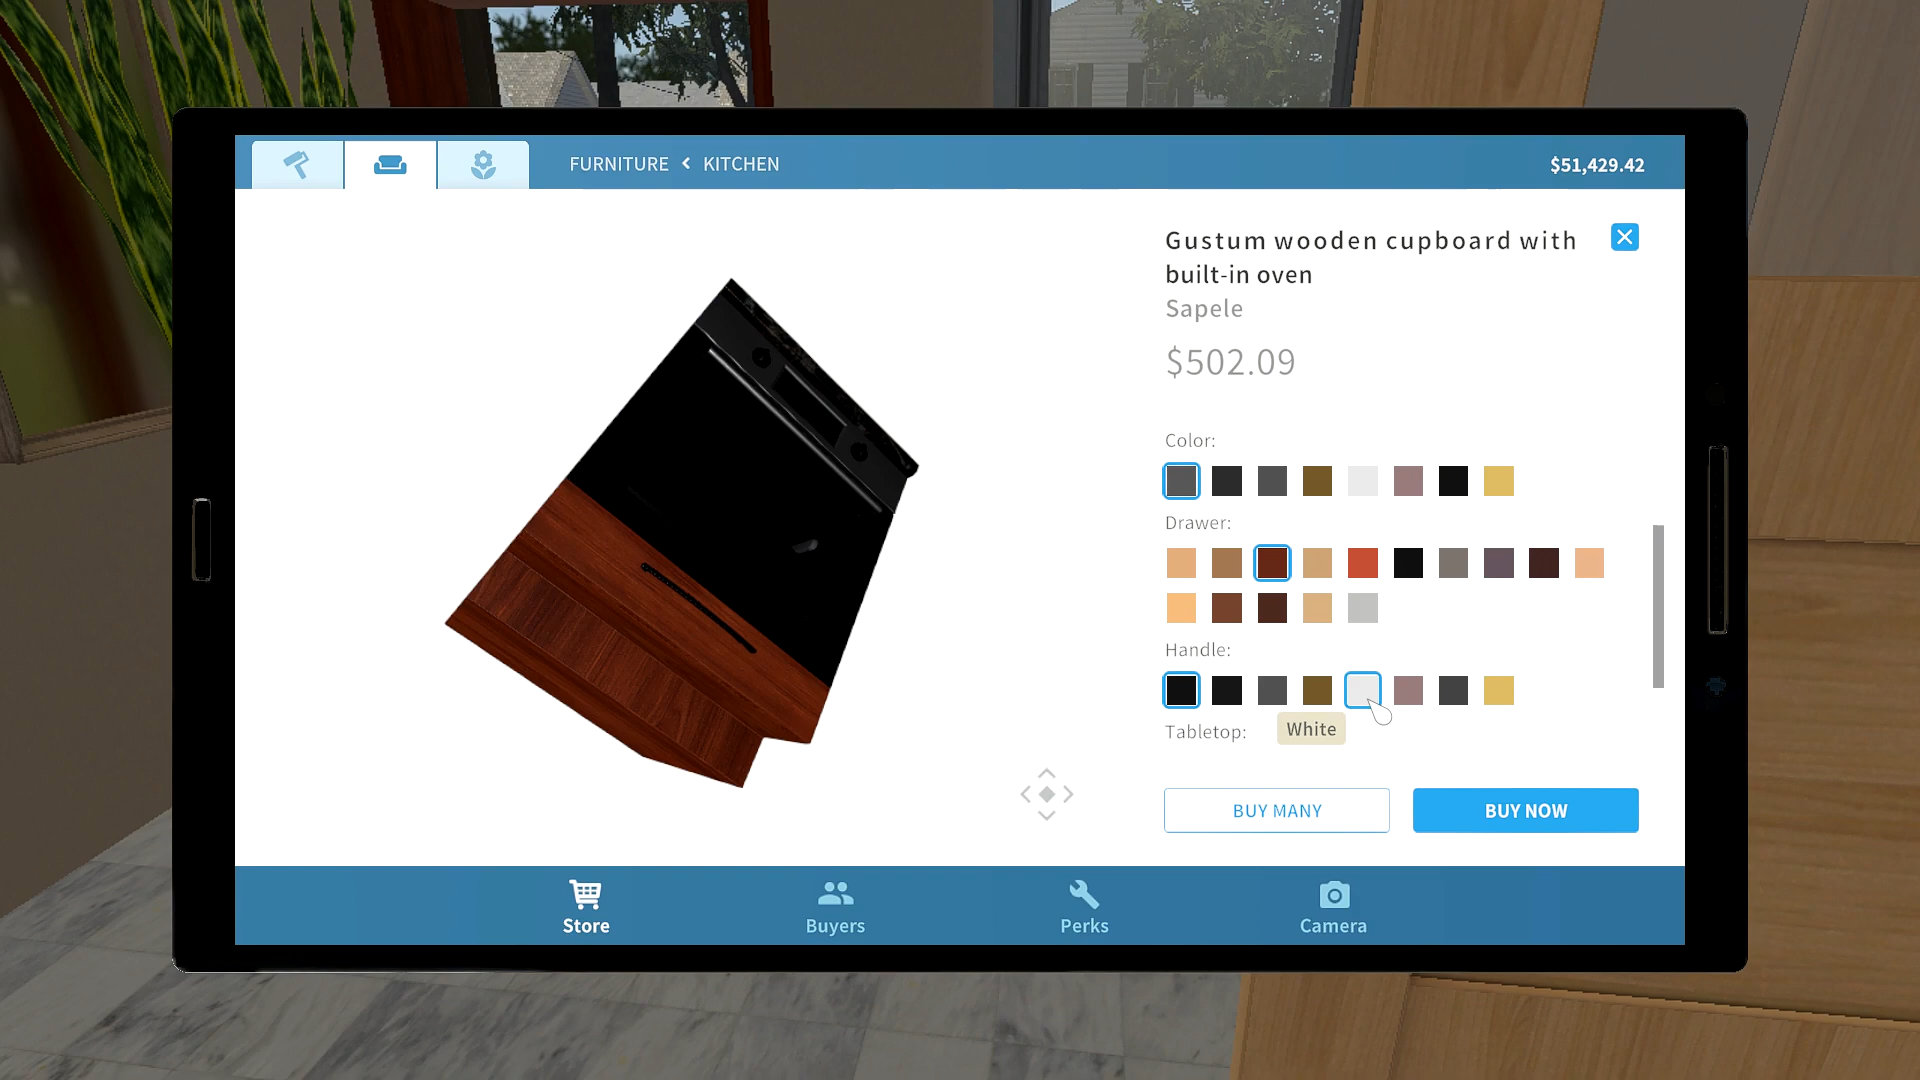 FURNITURE < KITCHEN
$51,429.42
Gustum wooden cupboard with
built-in oven
Sapele
$502.09
Color:
Drawer:
Handle:
Tabletop:
White
BUY MANY
BUY NOW
Store
Buyers
Perks
Camera